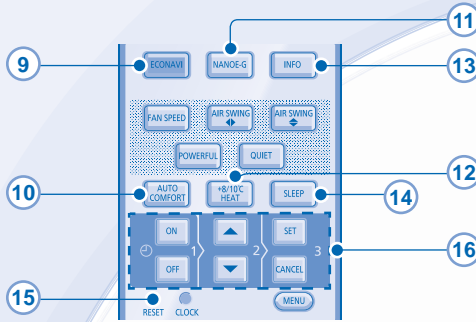 11
9 ECONAVI NANOE-G INFO 13
FAN SPEED AIR SWING AIR SWING
POWERFUL QUIET
12
10 AUTO COMFORT +8/10℃ HEAT SLEEP 14
ON SET
1 2 3 16
OFF CANCEL
15
RESET CLOCK MENU